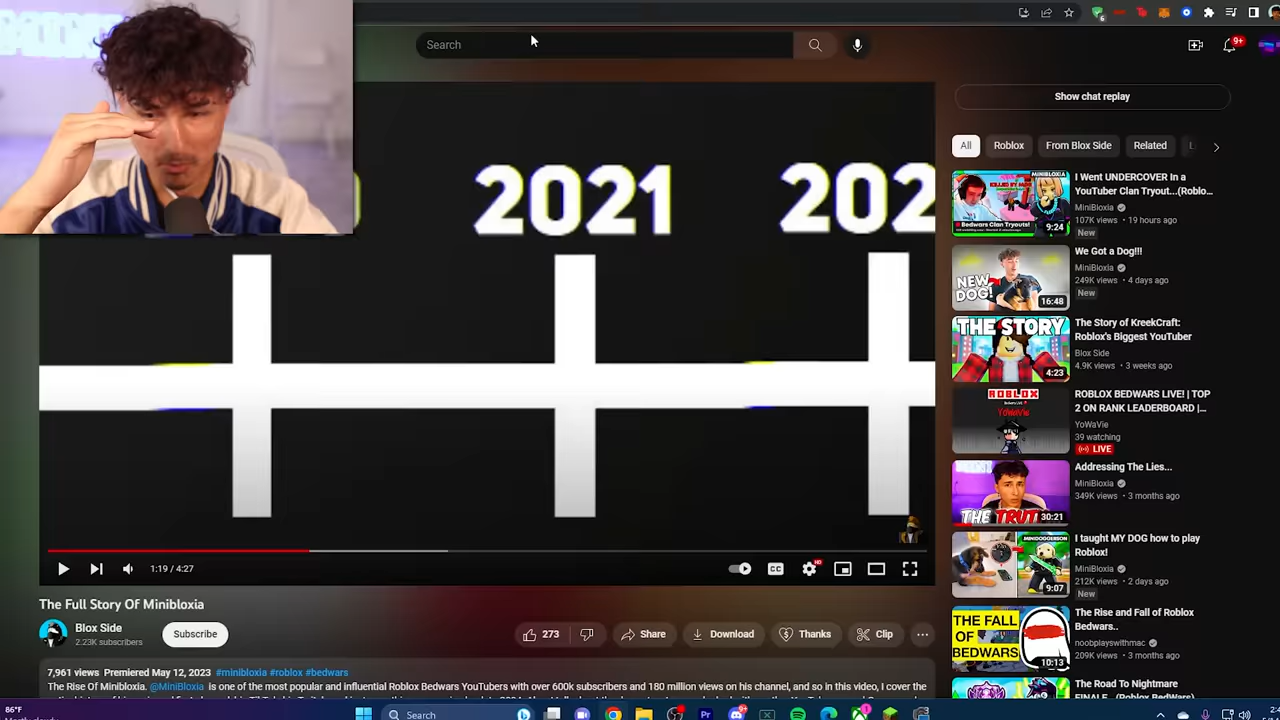 Search
9+
Show chat replay
All
Roblox
From Blox Side
Related
2021
202
MINIBLOXIA
Bedwars Clan Tryouts!
9:24
I Went UNDERCOVER In a
YouTuber Clan Tryout...(Roblo...
MiniBloxia
107K views • 19 hours ago
New
NEW
DOG!
16:48
We Got a Dog!!!
MiniBloxia
249K views • 4 days ago
New
THE STORY
4:23
The Story of KreekCraft:
Roblox's Biggest YouTuber
Blox Side
4.9K views • 3 weeks ago
ROBLOX
YoWaVie
ROBLOX BEDWARS LIVE! | TOP
2 ON RANK LEADERBOARD |...
YoWaVie
39 watching
LIVE
THE TRUT
30:21
Addressing The Lies...
MiniBloxia
349K views • 3 months ago
9:07
I taught MY DOG how to play
Roblox!
MiniBloxia
212K views • 2 days ago
New
THE FALL
OF
BEDWARS
10:13
The Rise and Fall of Roblox
Bedwars..
noobplayswithmac
209K views • 3 months ago
The Road To Nightmare
1:19 / 4:27
CC
HD
The Full Story Of Minibloxia
Blox Side
2.23K subscribers
Subscribe
273
Share
Download
Thanks
Clip
7,961 views Premiered May 12, 2023 #minibloxia #roblox #bedwars
The Rise Of Minibloxia. @MiniBloxia is one of the most popular and influential Roblox Bedwars YouTubers with over 600k subscribers and 180 million views on his channel, and so in this video, I cover the
86°F
Search
Pr